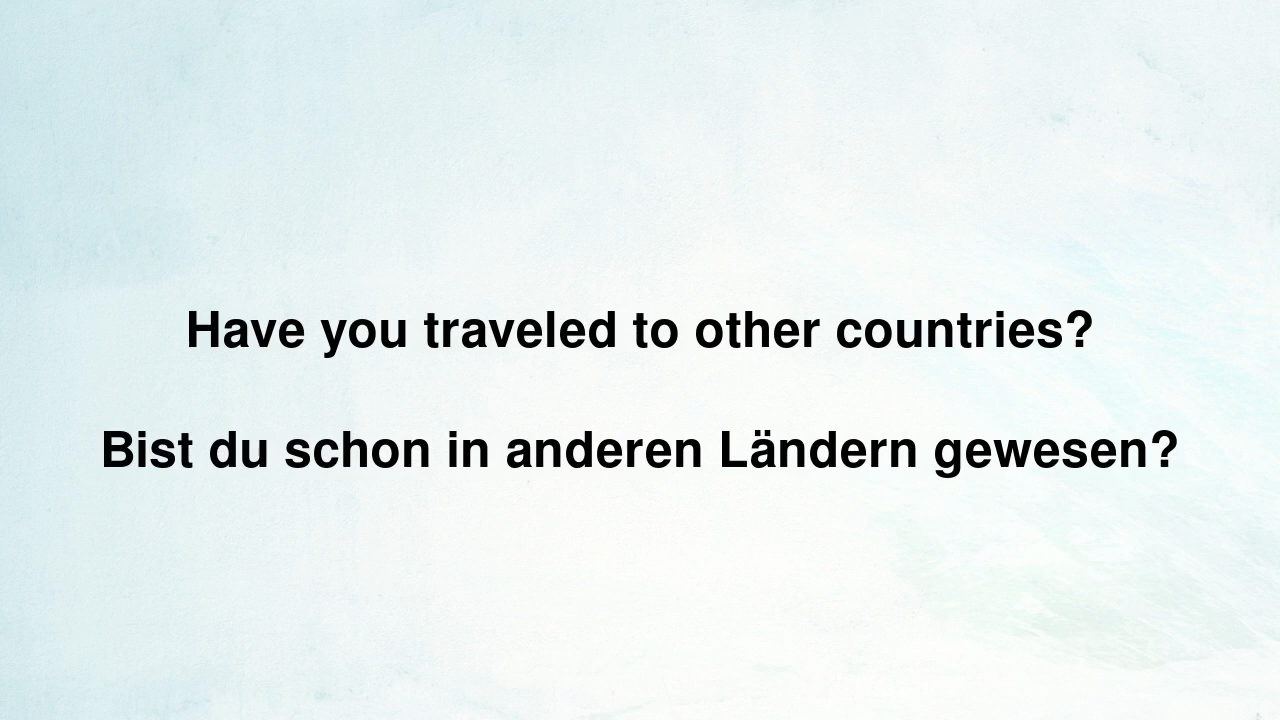 Have you traveled to other countries?
Bist du schon in anderen Ländern gewesen?